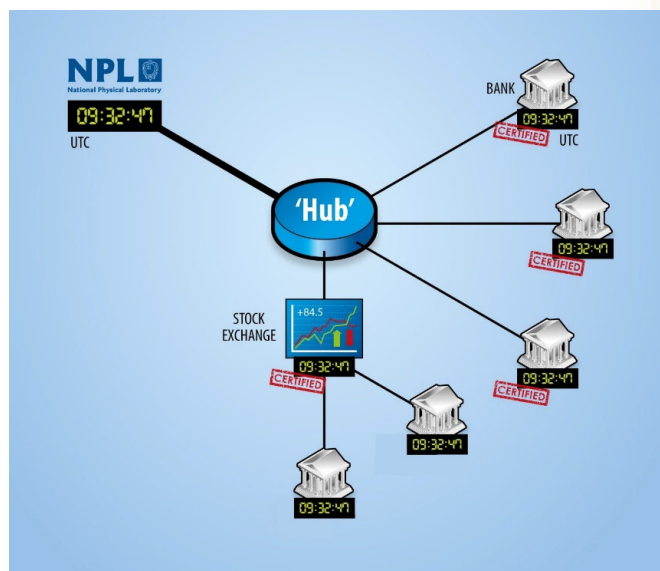 NPL
National Physical Laboratory
09:32:47
UTC
BANK
09:32:47
CERTIFIED
UTC
'Hub'
09:32:47
CERTIFIED
+84.5
STOCK
EXCHANGE
09:32:47
CERTIFIED
09:32:47
CERTIFIED
09:32:47
09:32:47